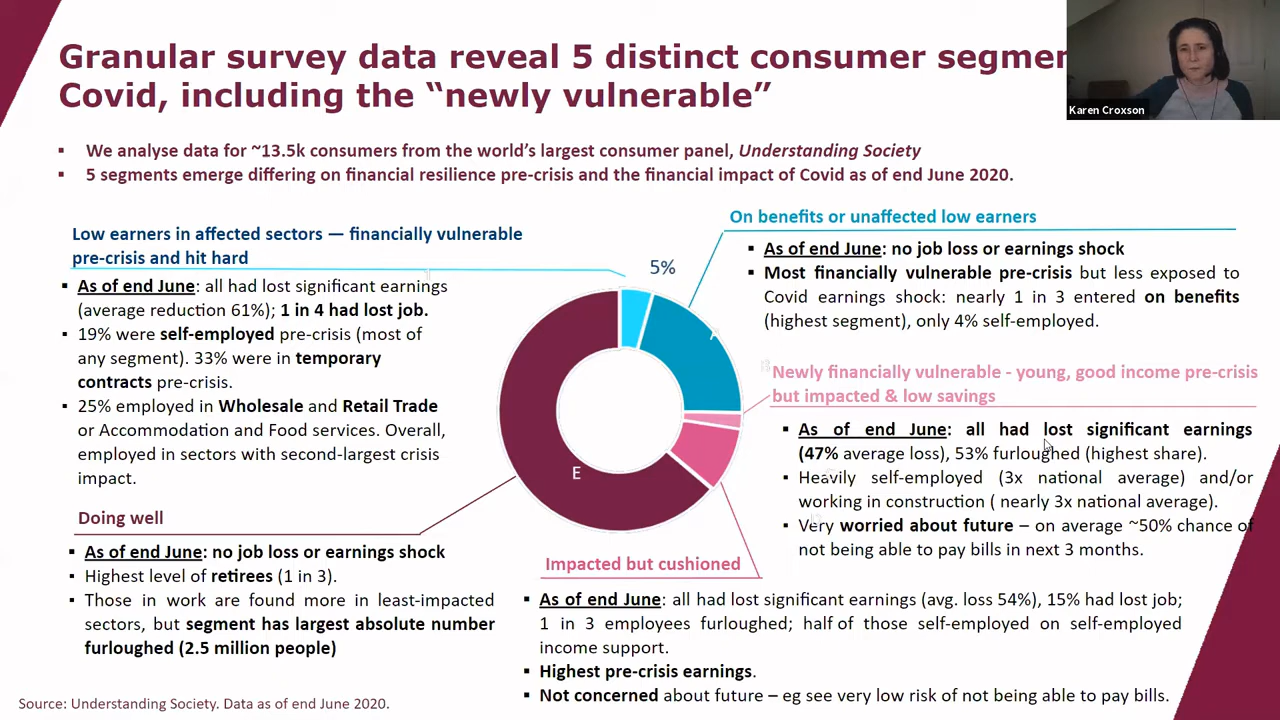 Granular survey data reveal 5 distinct consumer
Covid, including the “newly vulnerable”
Karen Croxson
▪ We analyse data for ~13.5k consumers from the world’s largest consumer panel, Understanding Society
▪ 5 segments emerge differing on financial resilience pre-crisis and the financial impact of Covid as of end June 2020.
Low earners in affected sectors — financially vulnerable
pre-crisis and hit hard
▪ As of end June: all had lost significant earnings
(average reduction 61%); 1 in 4 had lost job.
▪ 19% were self-employed pre-crisis (most of
any segment). 33% were in temporary
contracts pre-crisis.
▪ 25% employed in Wholesale and Retail Trade
or Accommodation and Food services. Overall,
employed in sectors with second-largest crisis
impact.
Doing well
▪ As of end June: no job loss or earnings shock
▪ Highest level of retirees (1 in 3).
▪ Those in work are found more in least-impacted
sectors, but segment has largest absolute number
furloughed (2.5 million people)
5%
E
On benefits or unaffected low earners
▪ As of end June: no job loss or earnings shock
▪ Most financially vulnerable pre-crisis but less exposed to
Covid earnings shock: nearly 1 in 3 entered on benefits
(highest segment), only 4% self-employed.
Newly financially vulnerable - young, good income pre-crisis
but impacted & low savings
▪ As of end June: all had lost significant earnings
(47% average loss), 53% furloughed (highest share).
▪ Heavily self-employed (3x national average) and/or
working in construction ( nearly 3x national average).
▪ Very worried about future – on average ~50% chance of
not being able to pay bills in next 3 months.
Impacted but cushioned
▪ As of end June: all had lost significant earnings (avg. loss 54%), 15% had lost job;
1 in 3 employees furloughed; half of those self-employed on self-employed
income support.
▪ Highest pre-crisis earnings.
▪ Not concerned about future – eg see very low risk of not being able to pay bills.
Source: Understanding Society. Data as of end June 2020.